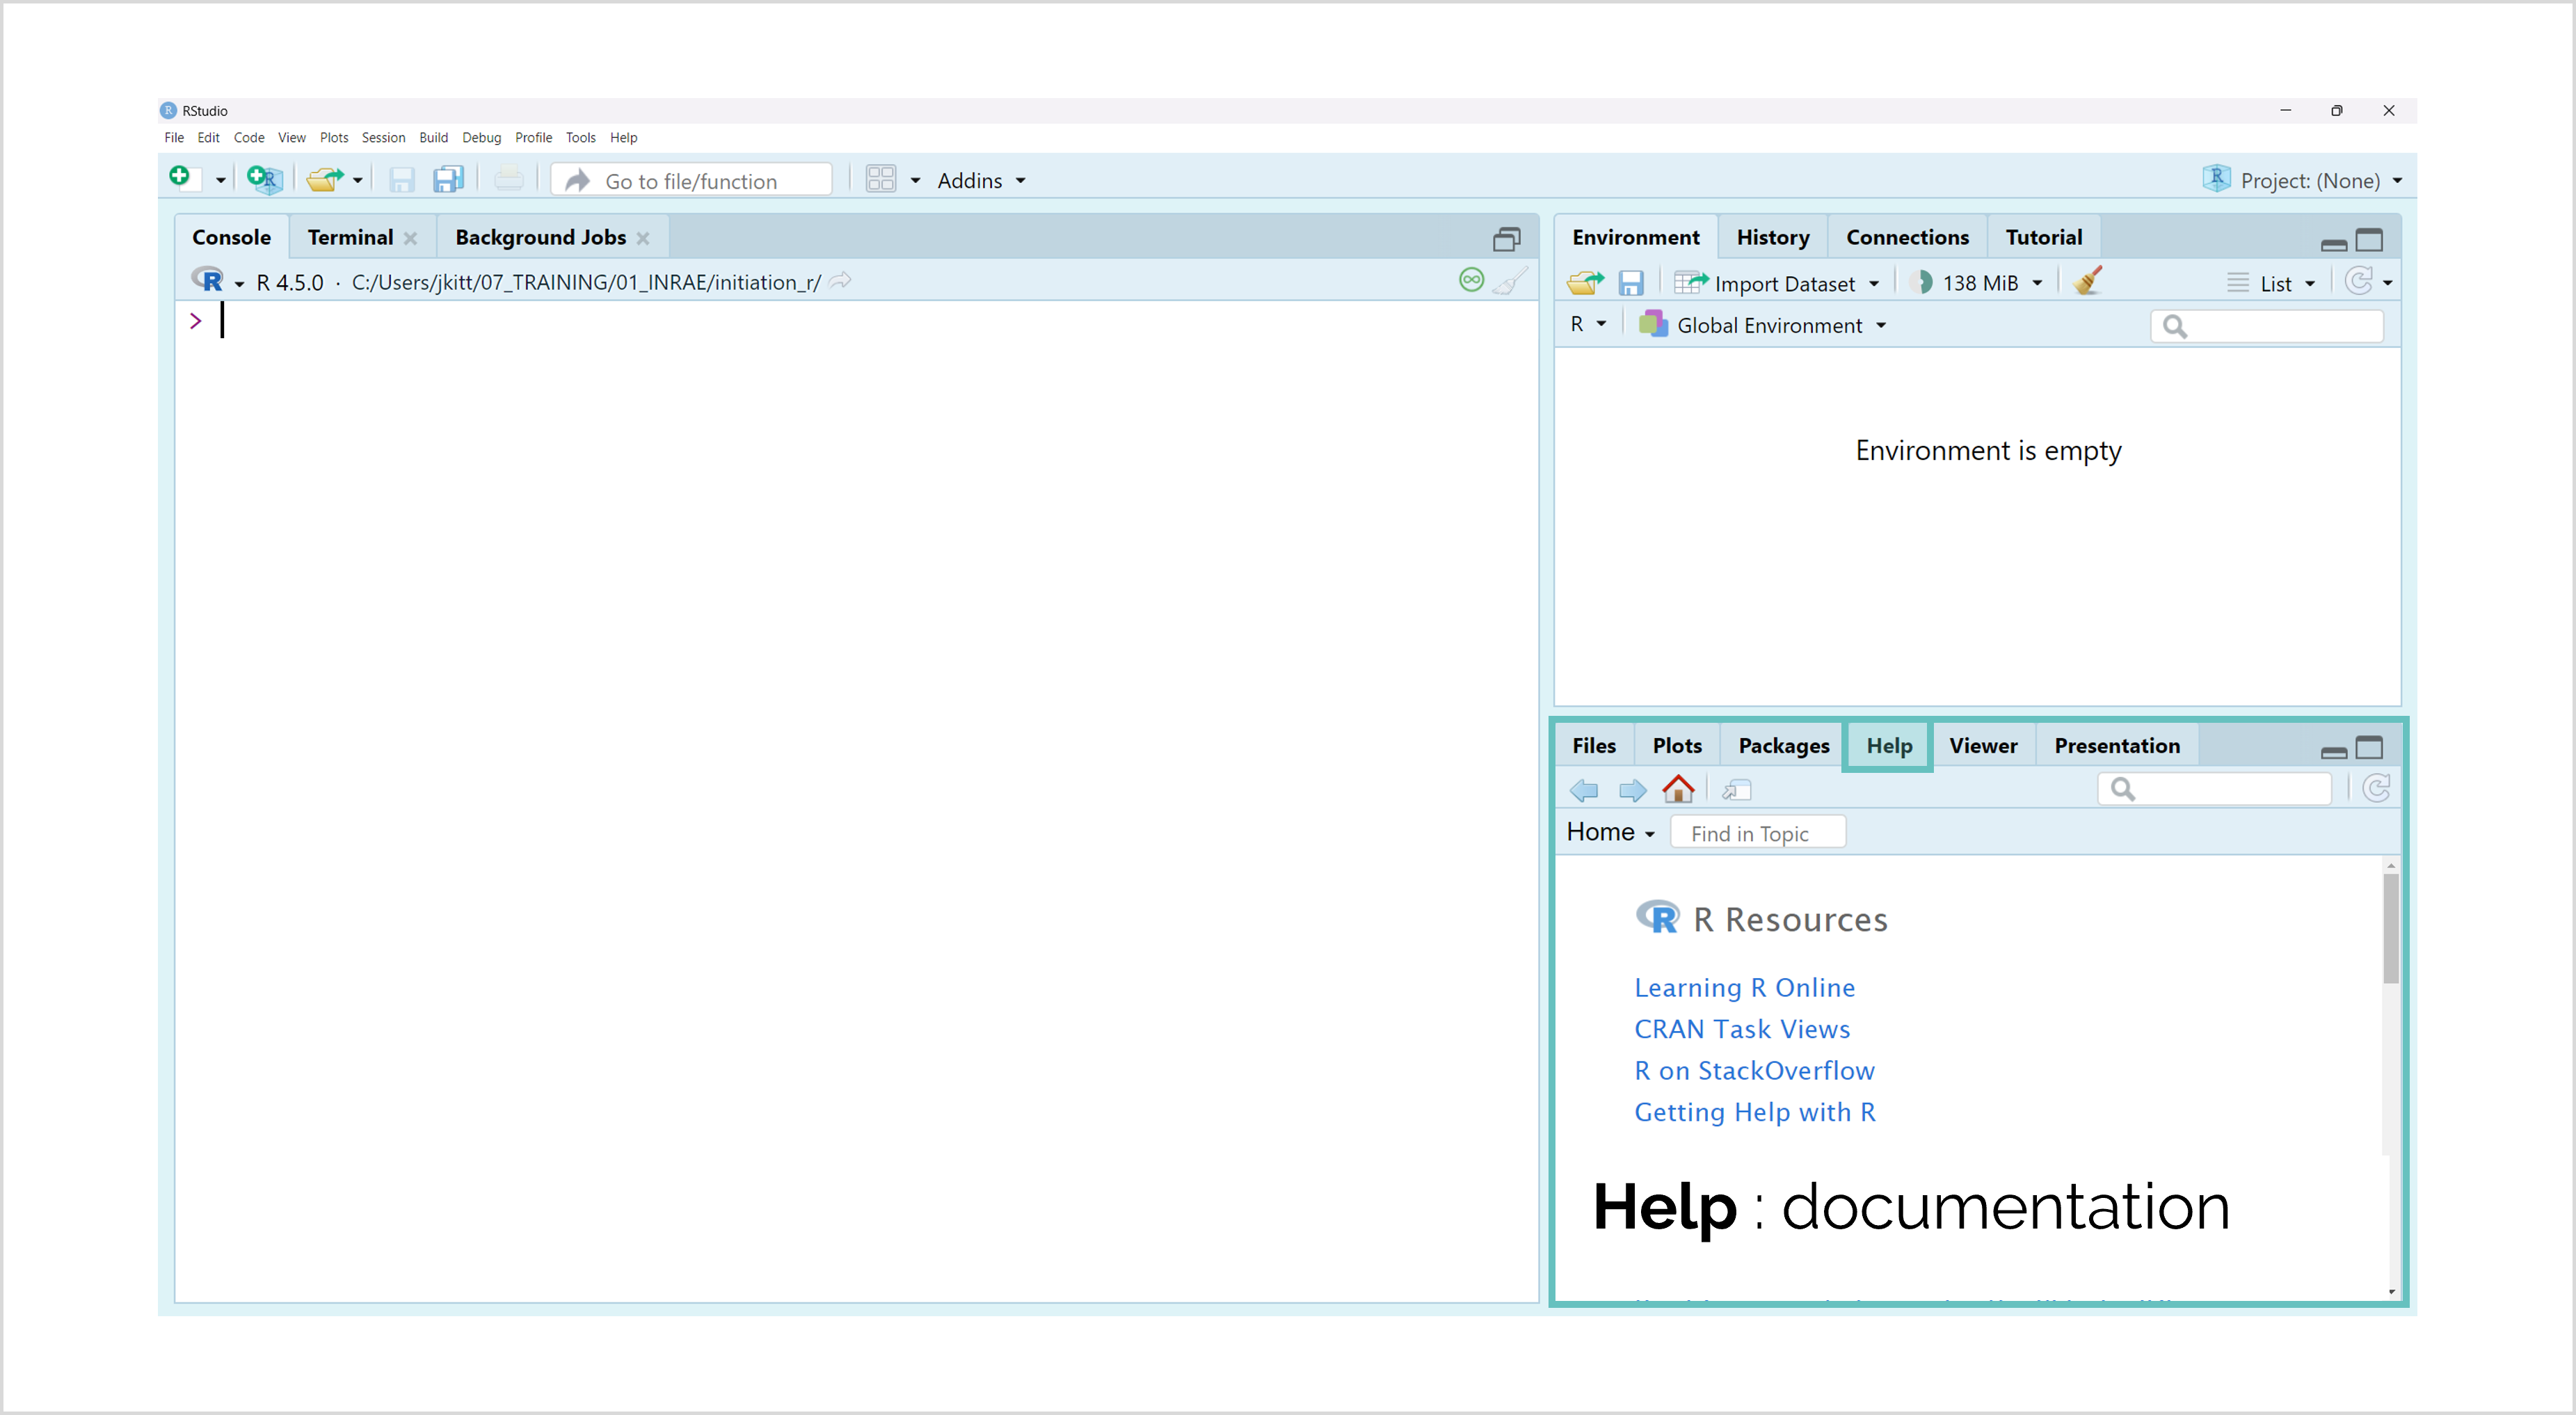 RStudio
File Edit Code View Plots Session Build Debug Profile Tools Help
Go to file/function
Addins
Project: (None)
Console Terminal Background Jobs
R 4.5.0 · C:/Users/jkitt/07_TRAINING/01_INRAE/initiation_r/
>
Environment History Connections Tutorial
Import Dataset 138 MiB List
R Global Environment
Environment is empty
Files Plots Packages Help Viewer Presentation
Home Find in Topic
R Resources
Learning R Online
CRAN Task Views
R on StackOverflow
Getting Help with R
Help : documentation